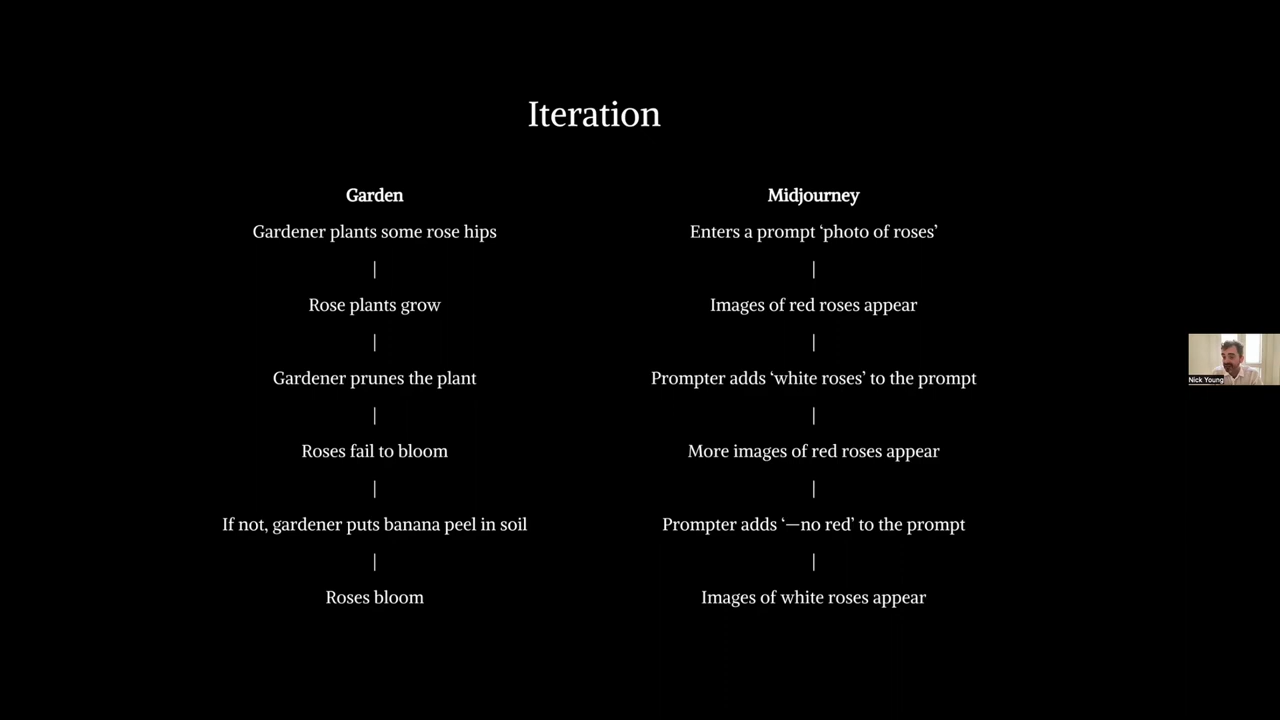 Iteration
Garden
Gardener plants some rose hips
|
Rose plants grow
|
Gardener prunes the plant
|
Roses fail to bloom
|
If not, gardener puts banana peel in soil
|
Roses bloom
Midjourney
Enters a prompt ‘photo of roses’
|
Images of red roses appear
|
Prompter adds ‘white roses’ to the prompt
|
More images of red roses appear
|
Prompter adds ‘—no red’ to the prompt
|
Images of white roses appear
Nick Young